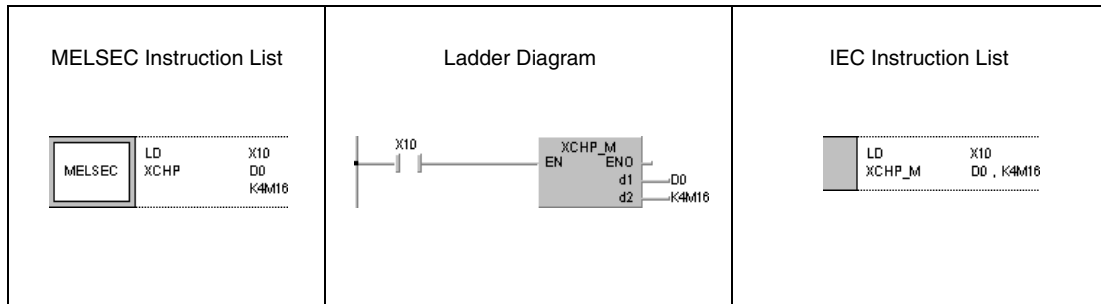 MELSEC Instruction List
MELSEC
LD X10
XCHP D0
K4M16
Ladder Diagram
X10
XCHP_M
EN ENO
d1 D0
d2 K4M16
IEC Instruction List
LD X10
XCHP_M D0 , K4M16